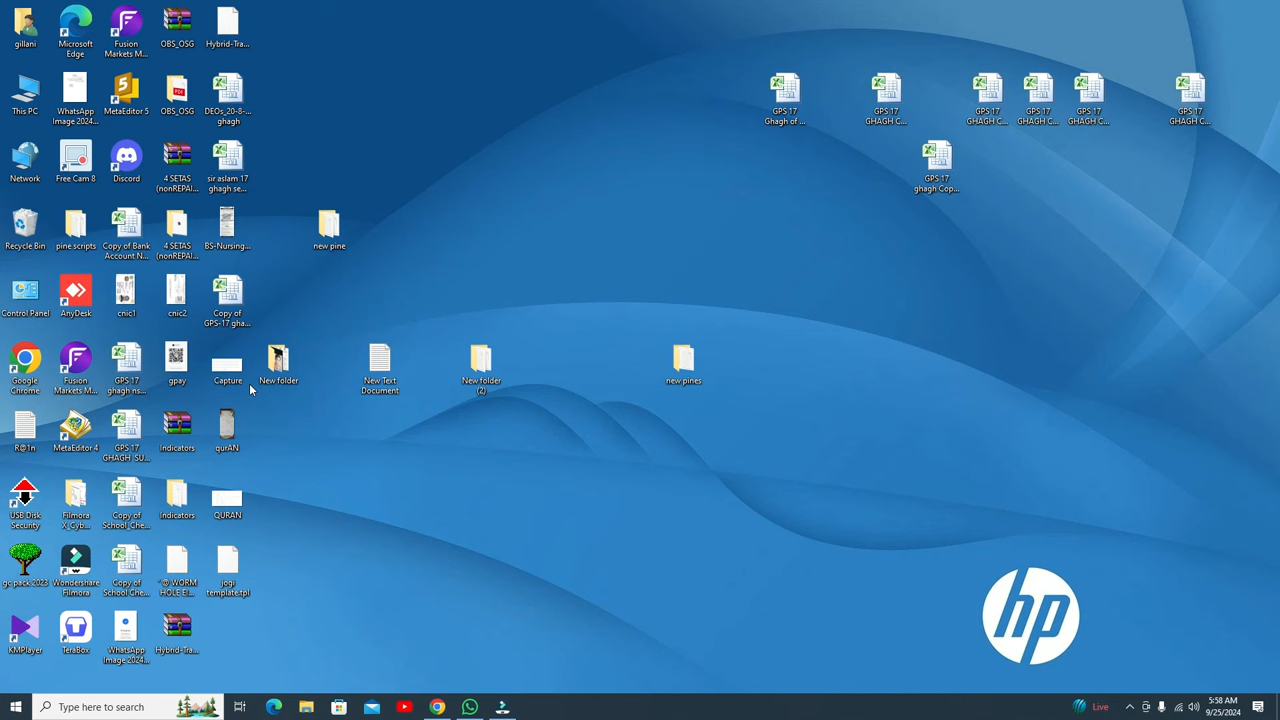 gillani
Microsoft
Edge
Fusion
Markets M...
OBS_OSG
Hybrid-Tra...
This PC
WhatsApp
Image 2024...
MetaEditor 5
OBS_OSG
DEOs_20-8-...
ghagh
GPS 17
Ghagh of ...
GPS 17
GHAGH C...
GPS 17
GHAGH C...
GPS 17
GHAGH C...
GPS 17
GHAGH C...
GPS 17
GHAGH C...
Network
Free Cam 8
Discord
4 SETAS
(nonREPAI...
sir aslam 17
ghagh se...
GPS 17
ghagh Cop...
Recycle Bin
pine scripts
Copy of Bank
Account N...
4 SETAS
(nonREPAI...
BS-Nursing...
new pine
Control Panel
AnyDesk
cnic1
cnic2
Copy of
GPS-17 gha...
Google
Chrome
Fusion
Markets M...
GPS 17
ghagh ns...
gpay
Capture
New folder
New Text
Document
New folder
(2)
new pines
R@1n
MetaEditor 4
GPS 17
GHAGH_SU...
Indicators
qurAN
USB Disk
Security
Filmora
X_Cyb...
Copy of
School_Che...
Indicators
QURAN
gc pack 2023
Wondershare
Filmora
Copy of
School Che...
HOLE EI...
jogi
template.tpl
KMPlayer
TeraBox
WhatsApp
Image 2024...
Hybrid-Tra...
hp
Type here to search
Live
5:58 AM
9/25/2024